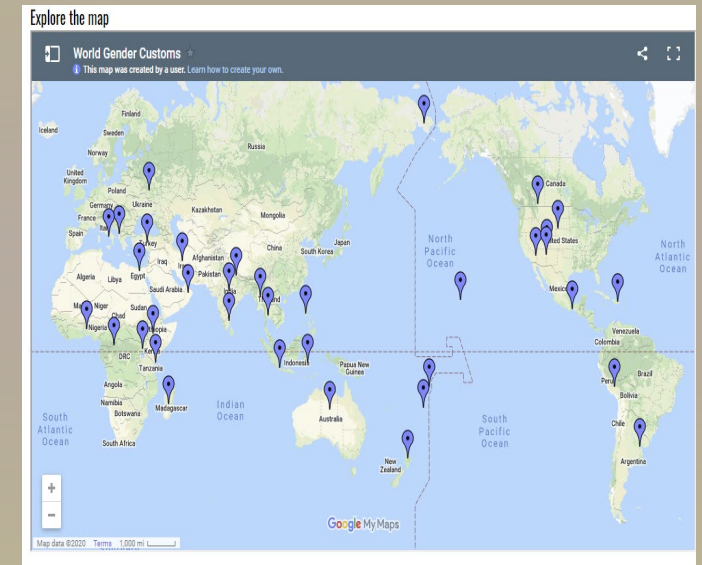 Explore the map
World Gender Customs
This map was created by a user. Learn how to create your own.
Iceland
Finland
Sweden
Norway
Russia
United
Kingdom
Poland
Germany
Ukraine
France
Spain
Kazakhstan
Mongolia
Turkey
Afghanistan
China
South Korea
Japan
Iraq
Pakistan
Algeria
Libya
Egypt
Saudi Arabia
India
Thailand
Niger
Sudan
Chad
Nigeria
Ethiopia
Kenya
DRC
Tanzania
Indonesia
Papua New
Guinea
Angola
Namibia
Botswana
Madagascar
South Africa
South
Atlantic
Ocean
Indian
Ocean
Australia
New
Zealand
North
Pacific
Ocean
South
Pacific
Ocean
Canada
United States
Mexico
North
Atlantic
Ocean
Venezuela
Colombia
Peru
Brazil
Bolivia
Chile
Argentina
+
−
Google My Maps
Map data ©2020 Terms 1,000 mi